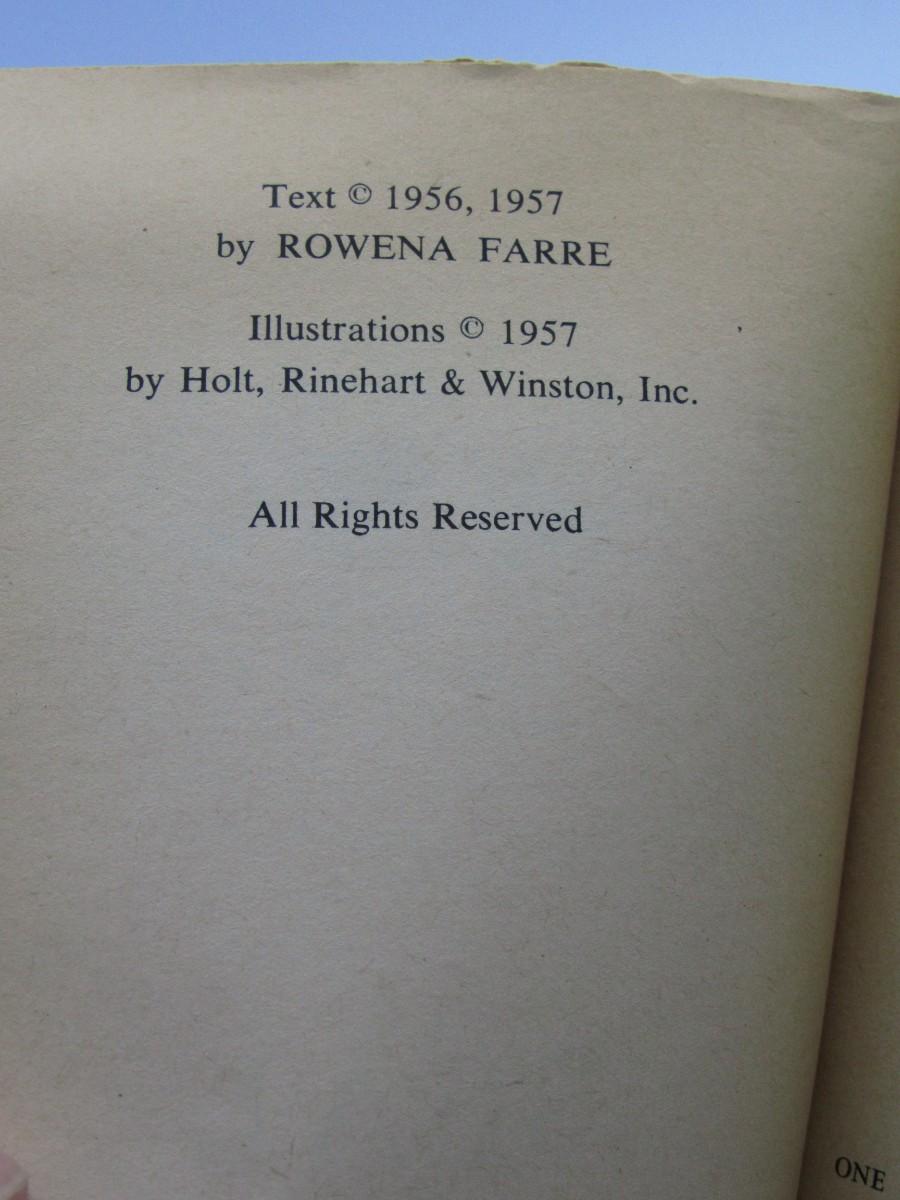 Text © 1956, 1957
by ROWENA FARRE
Illustrations © 1957
by Holt, Rinehart & Winston, Inc.
All Rights Reserved
ONE